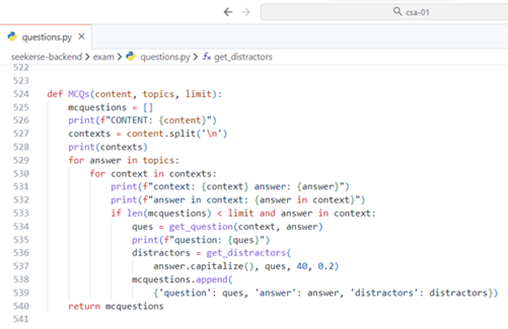 csa-01
questions.py
seekerse-backend > exam > questions.py > get_distractors
522
523
524 def MCQs(content, topics, limit):
525     mcquestions = []
526     print(f"CONTENT: {content}")
527     contexts = content.split('\n')
528     print(contexts)
529     for answer in topics:
530         for context in contexts:
531             print(f"context: {context} answer: {answer}")
532             print(f"answer in context: {answer in context}")
533             if len(mcquestions) < limit and answer in context:
534                 ques = get_question(context, answer)
535                 print(f"question: {ques}")
536                 distractors = get_distractors(
537                     answer.capitalize(), ques, 40, 0.2)
538                 mcquestions.append(
539                     {'question': ques, 'answer': answer, 'distractors': distractors})
540     return mcquestions
541